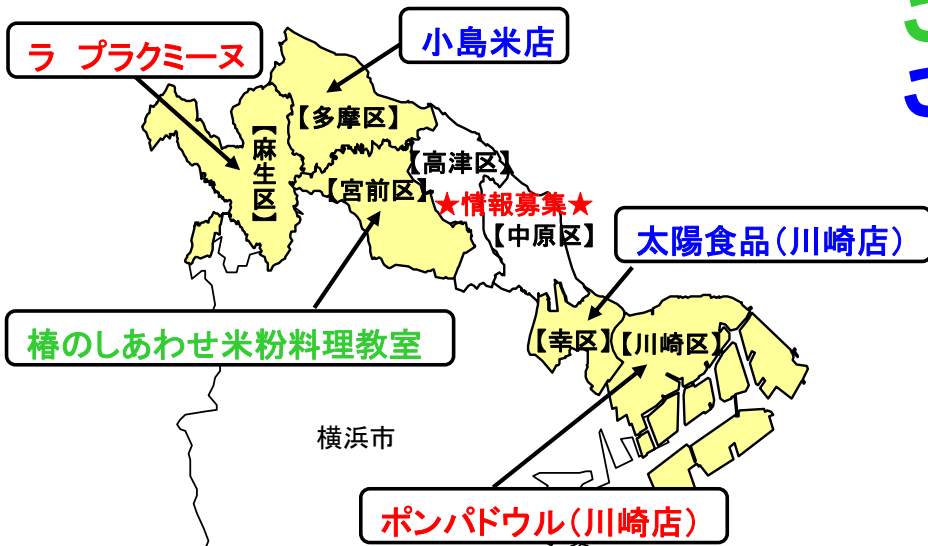 ラ プラクミーヌ
小島米店
【多摩区】
【麻生区】
【高津区】
【宮前区】
★情報募集★
【中原区】
太陽食品(川崎店)
椿のしあわせ米粉料理教室
【幸区】
【川崎区】
横浜市
ポンパドウル(川崎店)